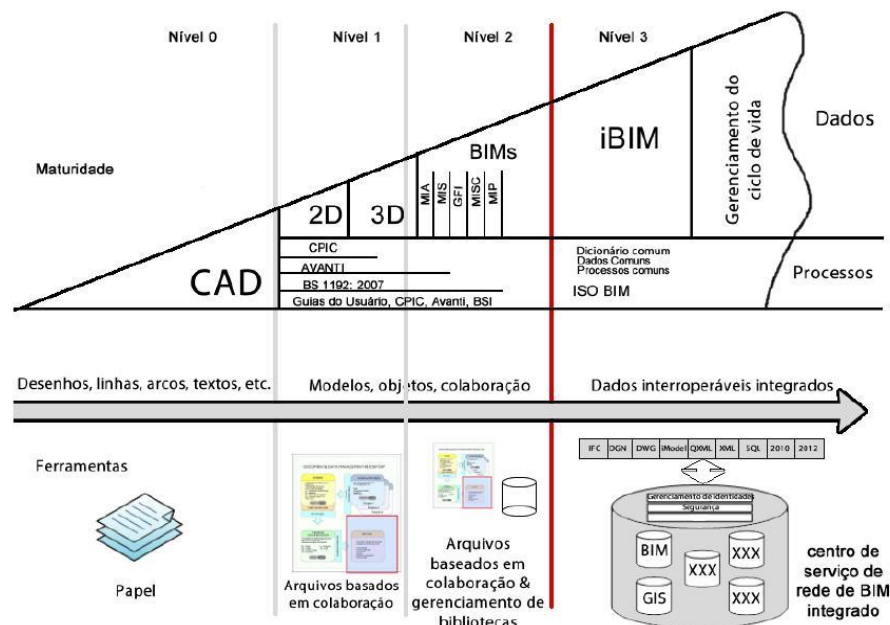 Nível 0
Nível 1
Nível 2
Nível 3
Maturidade
CAD
2D
3D
BIMs
MIA
MIS
GFI
MISC
MIP
iBIM
Gerenciamento do
ciclo de vida
Dados
CPIC
AVANTI
BS 1192: 2007
Guias do Usuário, CPIC, Avanti, BSI
Dicionário comum
Dados Comuns
Processos comuns
ISO BIM
Processos
Desenhos, linhas, arcos, textos, etc.
Modelos, objetos, colaboração
Dados interroperáveis integrados
Ferramentas
Papel
Arquivos basados
em colaboração
Arquivos
baseados em
colaboração &
gerenciamento de
bibliotecas
IFC DGN DWG iModel QXML XML SQL 2010 2012
Gerenciamento de identidades
Segurança
BIM
XXX
XXX
GIS
XXX
centro de
serviço de
rede de BIM
integrado